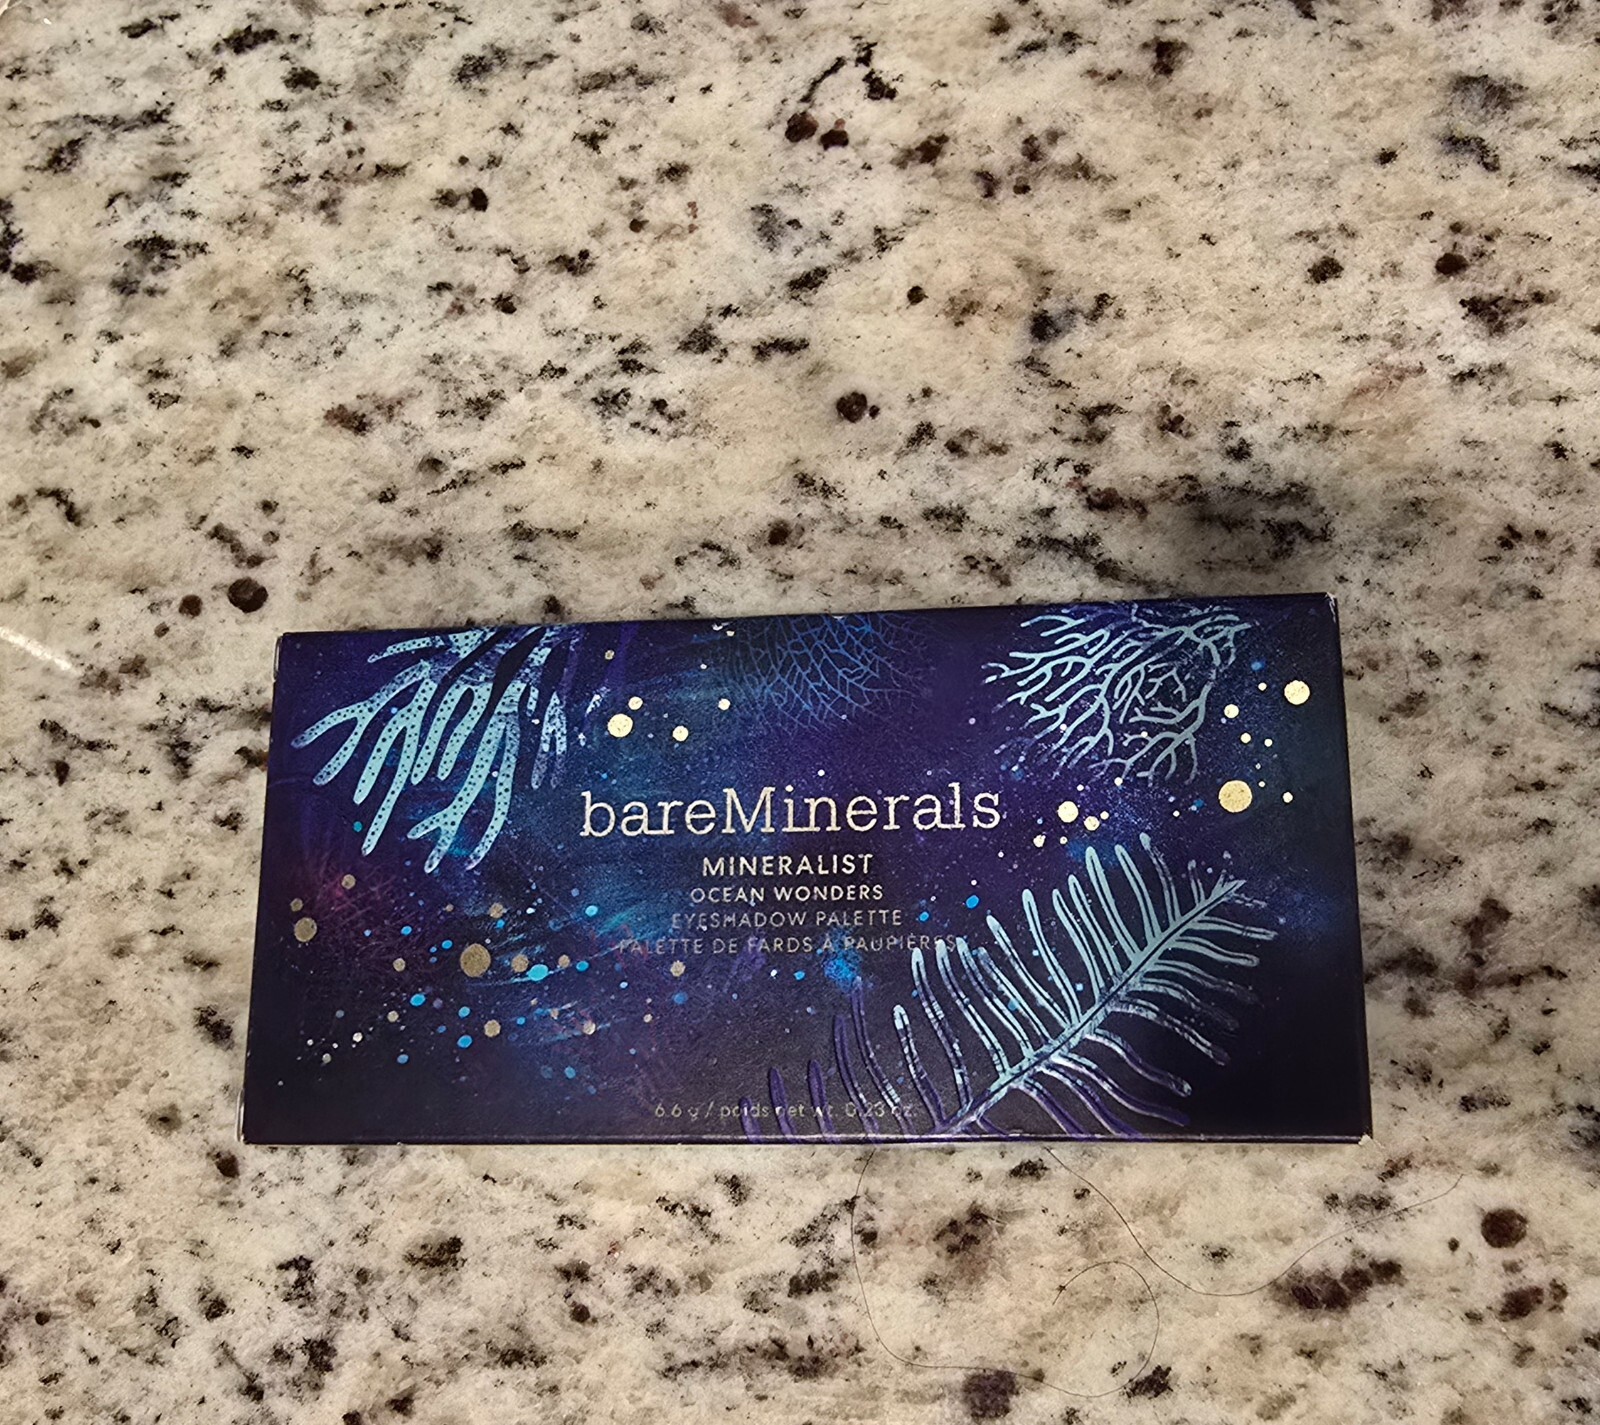 bareMinerals
MINERALIST
OCEAN WONDERS
EYESHADOW PALETTE
PALETTE DE FARDS À PAUPIÈRES
6.6 g / poids net wt. 0.23 oz.